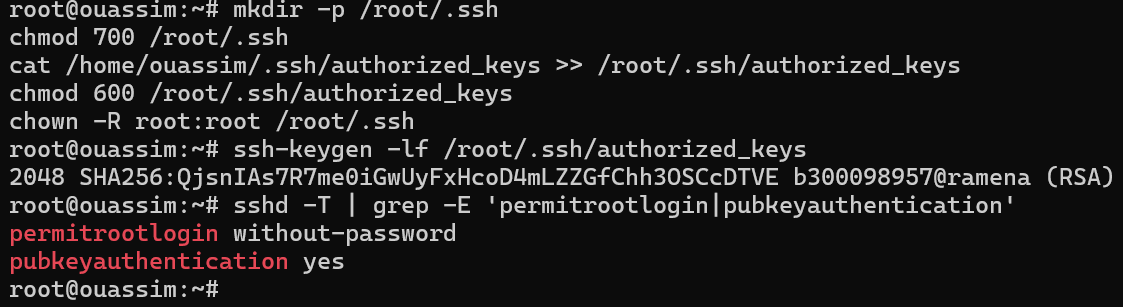 root@ouassim:~# mkdir -p /root/.ssh
chmod 700 /root/.ssh
cat /home/ouassim/.ssh/authorized_keys >> /root/.ssh/authorized_keys
chmod 600 /root/.ssh/authorized_keys
chown -R root:root /root/.ssh
root@ouassim:~# ssh-keygen -lf /root/.ssh/authorized_keys
2048 SHA256:QjsnIAs7R7me0iGwUyFxHcoD4mLZZGfChh3OSCcDTVE b300098957@ramena (RSA)
root@ouassim:~# sshd -T | grep -E 'permitrootlogin|pubkeyauthentication'
permitrootlogin without-password
pubkeyauthentication yes
root@ouassim:~#